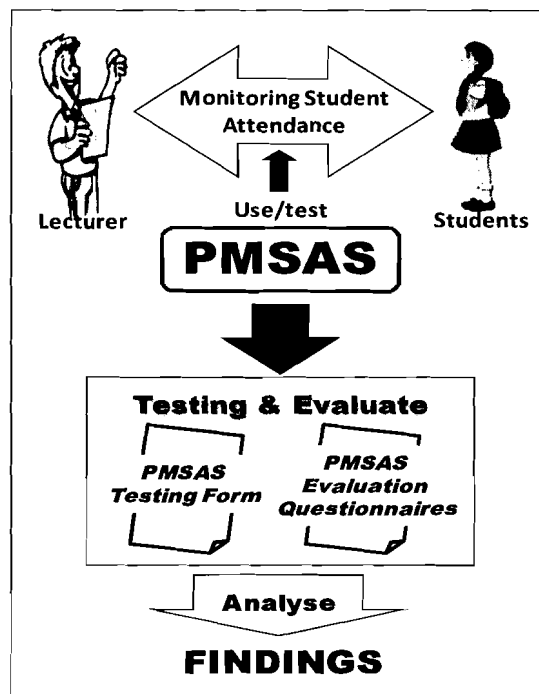 Monitoring Student
Attendance
Lecturer
Use/test
Students
PMSAS
Testing & Evaluate
PMSAS
Testing Form
PMSAS
Evaluation
Questionnaires
Analyse
FINDINGS